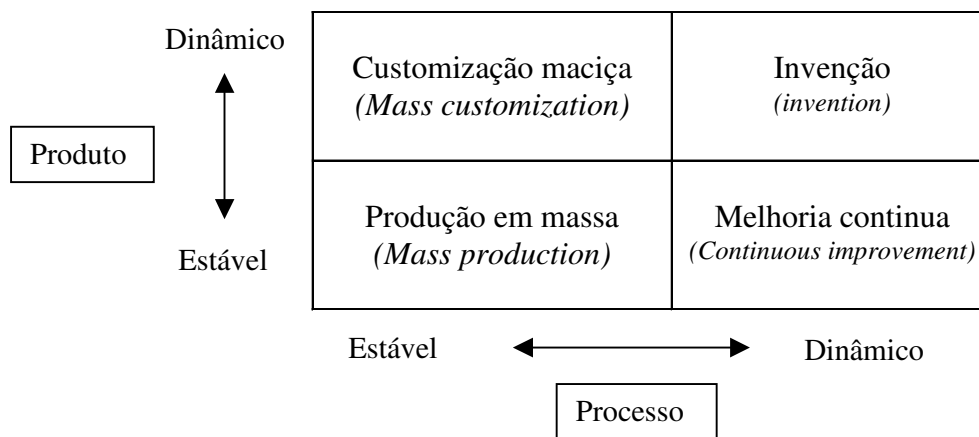 Dinâmico
Customização maciça
(Mass customization)
Invenção
(invention)
Produto
Produção em massa
(Mass production)
Melhoria continua
(Continuous improvement)
Estável
Estável
Dinâmico
Processo